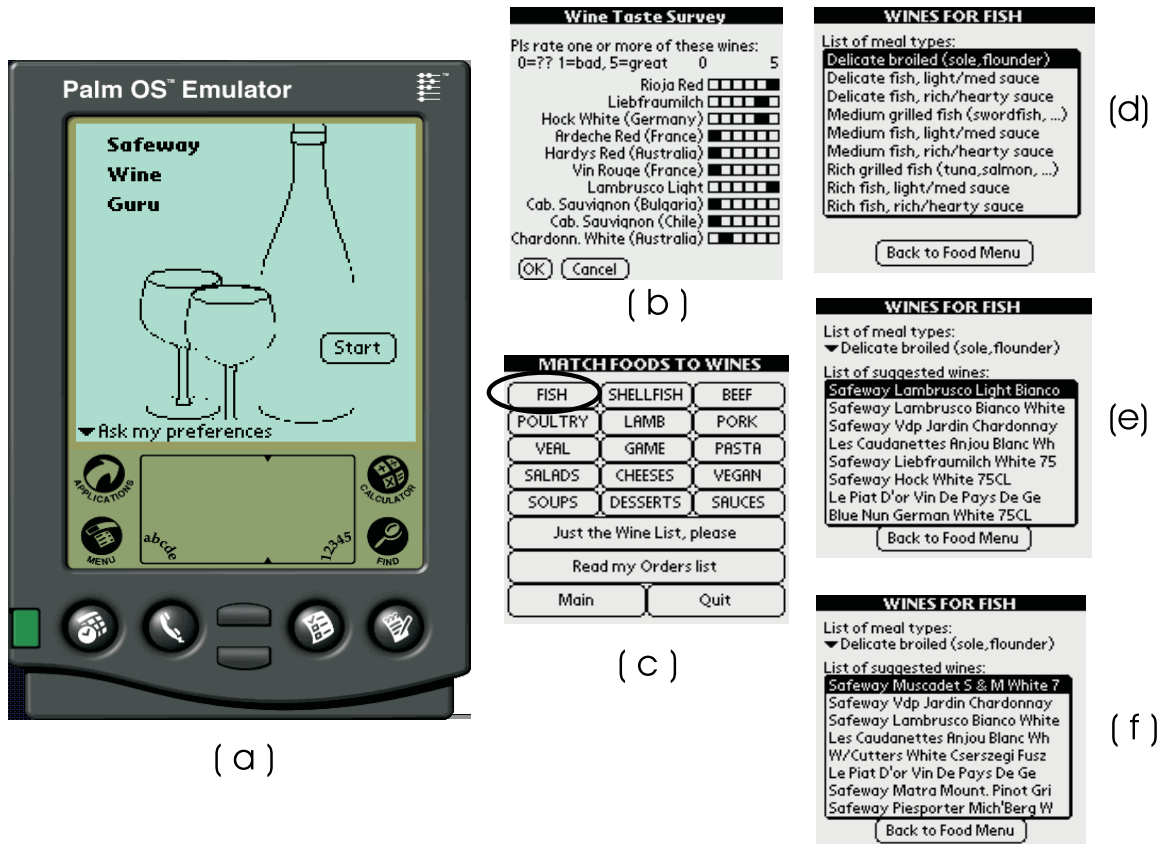 Palm OS™ Emulator
Safeway
Wine
Guru
Start
Ask my preferences
APPLICATIONS
CALCULATOR
MENU
FIND
abcde
12345
( a )
Wine Taste Survey
Pls rate one or more of these wines:
0=?? 1=bad, 5=great 0 5
Rioja Red
Liebfraumilch
Hock White (Germany)
Ardeche Red (France)
Hardys Red (Australia)
Vin Rouge (France)
Lambrusco Light
Cab. Sauvignon (Bulgaria)
Cab. Sauvignon (Chile)
Chardonn. White (Australia)
OK Cancel
( b )
MATCH FOODS TO WINES
FISH SHELLFISH BEEF
POULTRY LAMB PORK
VEAL GAME PASTA
SALADS CHEESES VEGAN
SOUPS DESSERTS SAUCES
Just the Wine List, please
Read my Orders list
Main Quit
( c )
WINES FOR FISH
List of meal types:
Delicate broiled (sole,flounder)
Delicate fish, light/med sauce
Delicate fish, rich/hearty sauce
Medium grilled fish (swordfish, ...)
Medium fish, light/med sauce
Medium fish, rich/hearty sauce
Rich grilled fish (tuna,salmon, ...)
Rich fish, light/med sauce
Rich fish, rich/hearty sauce
Back to Food Menu
(d)
WINES FOR FISH
List of meal types:
Delicate broiled (sole,flounder)
List of suggested wines:
Safeway Lambrusco Light Bianco
Safeway Lambrusco Bianco White
Safeway Vdp Jardin Chardonnay
Les Caudanettes Anjou Blanc Wh
Safeway Liebfraumilch White 75
Safeway Hock White 75CL
Le Piat D'or Vin De Pays De Ge
Blue Nun German White 75CL
Back to Food Menu
(e)
WINES FOR FISH
List of meal types:
Delicate broiled (sole,flounder)
List of suggested wines:
Safeway Muscadet S & M White 7
Safeway Vdp Jardin Chardonnay
Safeway Lambrusco Bianco White
Les Caudanettes Anjou Blanc Wh
W/Cutters White Cserszegi Fusz
Le Piat D'or Vin De Pays De Ge
Safeway Matra Mount. Pinot Gri
Safeway Piesporter Mich'Berg W
Back to Food Menu
( f )